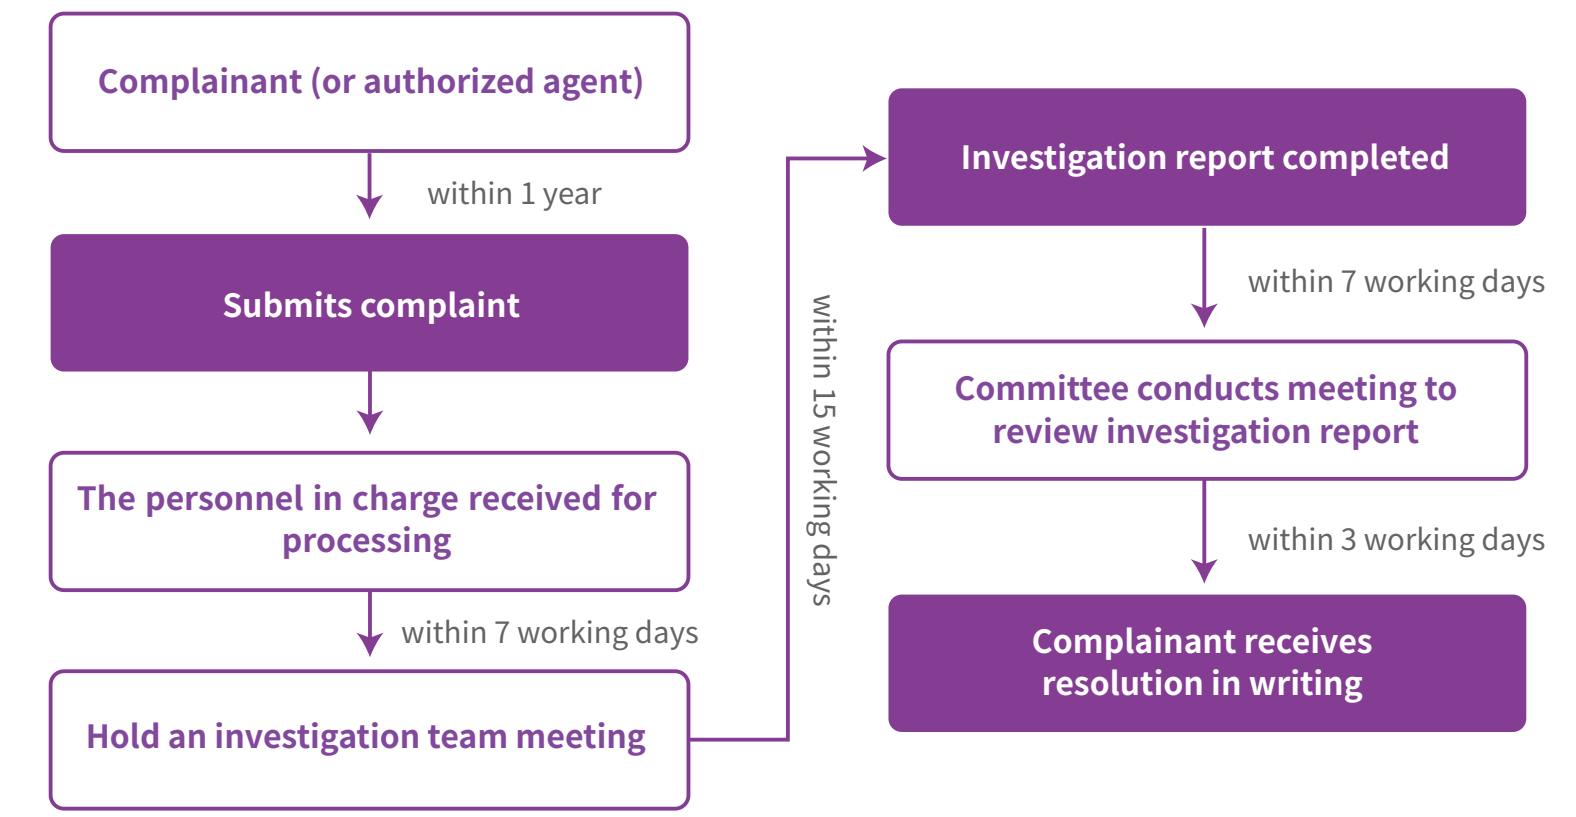 Complainant (or authorized agent)
within 1 year
Submits complaint
The personnel in charge received for
processing
within 7 working days
Hold an investigation team meeting
within 15 working days
Investigation report completed
within 7 working days
Committee conducts meeting to
review investigation report
within 3 working days
Complainant receives
resolution in writing